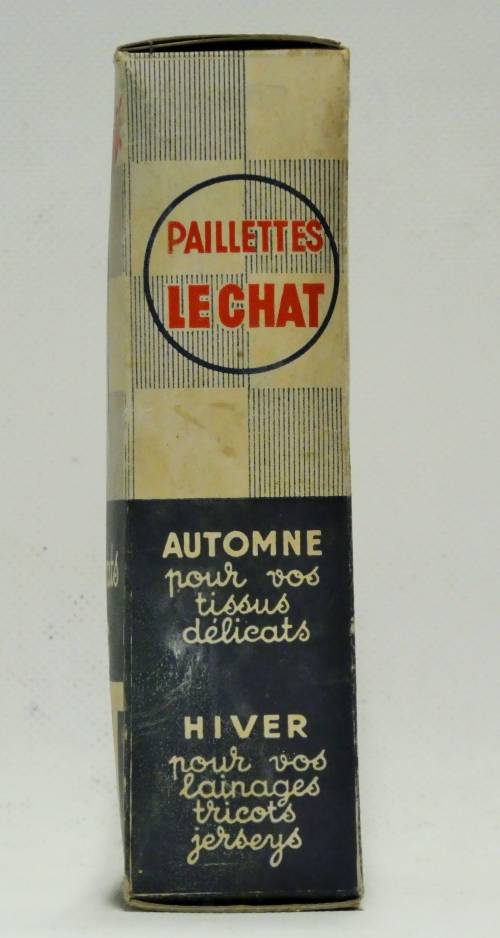 PAILLETTES
LE CHAT
AUTOMNE
pour vos
tissus
délicats
HIVER
pour vos
lainages
tricots
jerseys